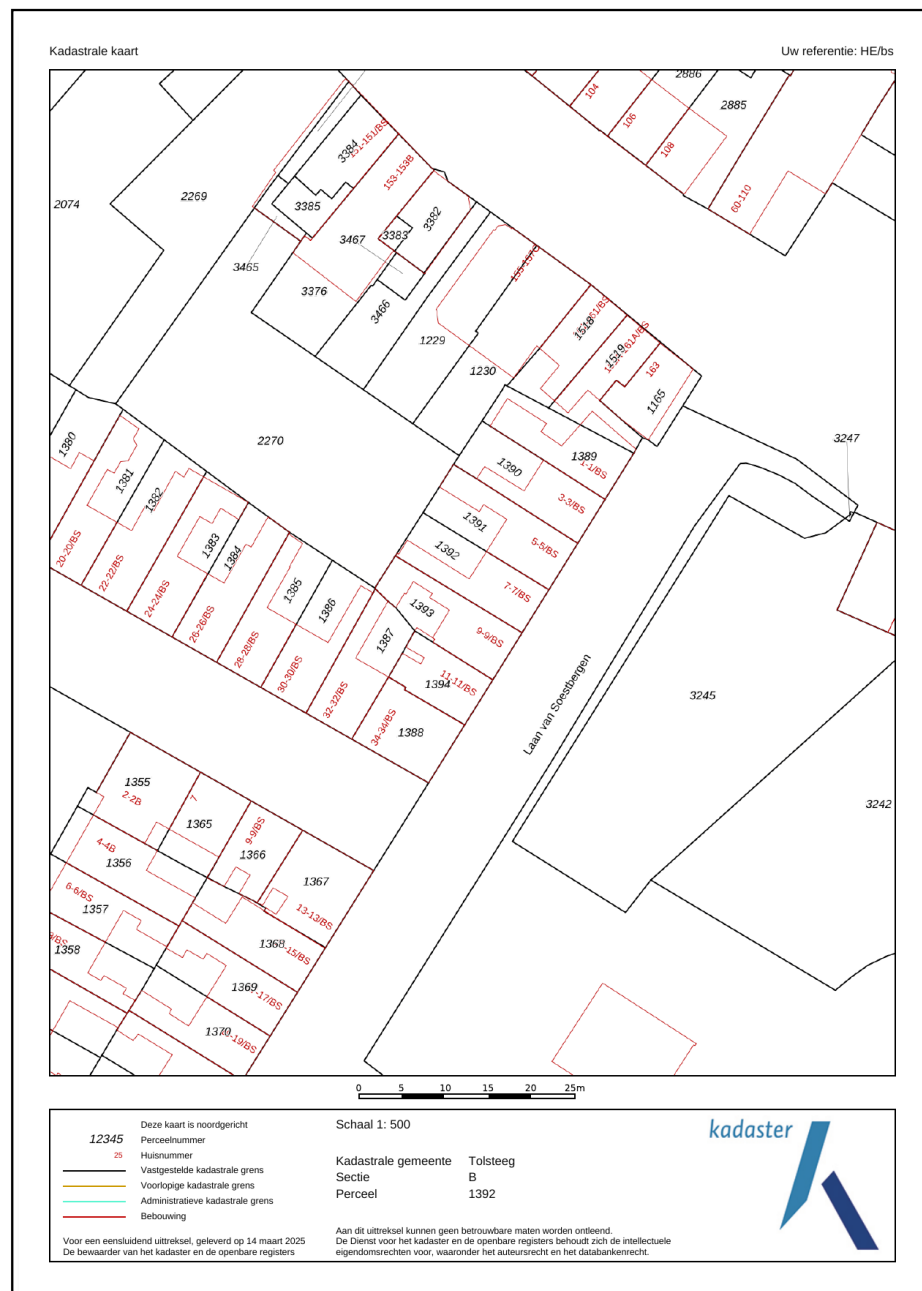 Kadastrale kaart
Uw referentie: HE/bs
2886
104
2885
106
151-151/BS
3384
108
153-153B
2269
2074
60-110
3385
3382
3467
3383
3465
155-157C
3376
3466
1518
1519
1229
163
1230
1165
3247
2270
1380
1389
1-1/BS
1390
1381
1382
3-3/BS
1391
5-5/BS
1383
1392
1384
20-20/BS
22-22/BS
7-7/BS
1385
24-24/BS
1386
1393
26-26/BS
9-9/BS
1387
28-28/BS
11-11/BS
30-30/BS
1394
32-32/BS
Laan van Soestbergen
3245
34-34/BS
1388
1355
2-2B
7
1365
3242
9-9/BS
4-4B
1366
1356
1367
6-6/BS
1357
13-13/BS
1368
-15/BS
1358
1369
-17/BS
1370
-19/BS
0 5 10 15 20 25m
Deze kaart is noordgericht
12345 Perceelnummer
25 Huisnummer
Vastgestelde kadastrale grens
Voorlopige kadastrale grens
Administratieve kadastrale grens
Bebouwing
Voor een eensluidend uittreksel, geleverd op 14 maart 2025
De bewaarder van het kadaster en de openbare registers
Schaal 1: 500
Kadastrale gemeente Tolsteeg
Sectie B
Perceel 1392
Aan dit uittreksel kunnen geen betrouwbare maten worden ontleend.
De Dienst voor het kadaster en de openbare registers behoudt zich de intellectuele
eigendomsrechten voor, waaronder het auteursrecht en het databankenrecht.
kadaster